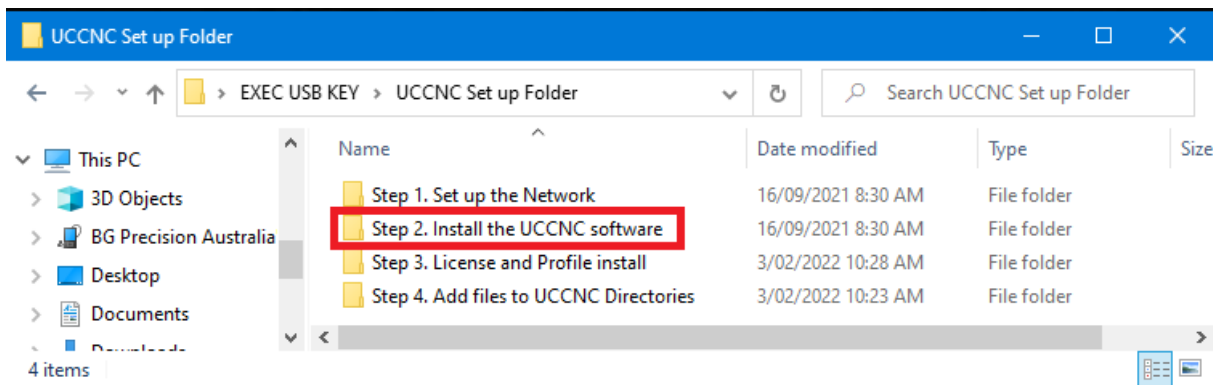 UCCNC Set up Folder
EXEC USB KEY > UCCNC Set up Folder
Search UCCNC Set up Folder
Name Date modified Type Size
This PC
3D Objects
BG Precision Australia
Desktop
Documents
Downloads
Step 1. Set up the Network 16/09/2021 8:30 AM File folder
Step 2. Install the UCCNC software 16/09/2021 8:30 AM File folder
Step 3. License and Profile install 3/02/2022 10:28 AM File folder
Step 4. Add files to UCCNC Directories 3/02/2022 10:23 AM File folder
4 items